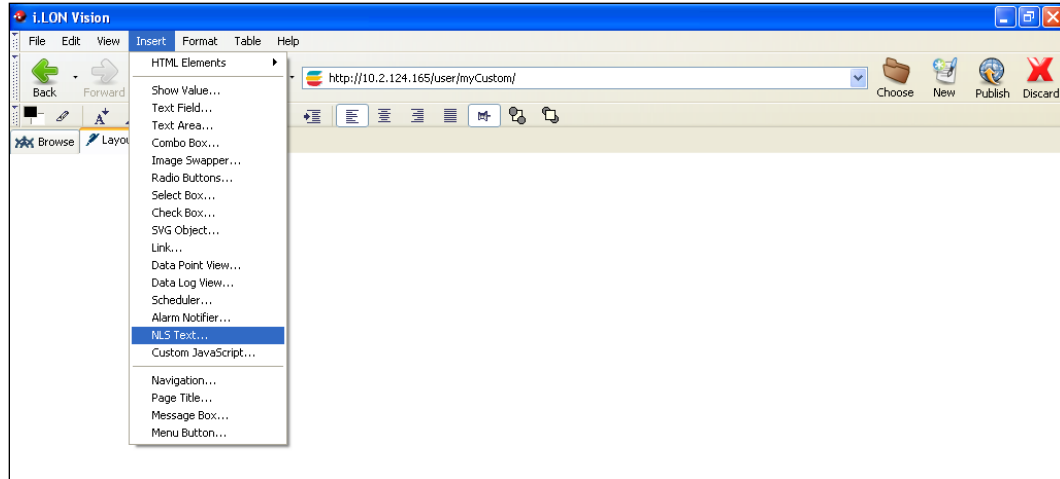 i.LON Vision
File Edit View Insert Format Table Help
Back Forward http://10.2.124.165/user/myCustom/ Choose New Publish Discard
Browse Layou
HTML Elements
Show Value...
Text Field...
Text Area...
Combo Box...
Image Swapper...
Radio Buttons...
Select Box...
Check Box...
SVG Object...
Link...
Data Point View...
Data Log View...
Scheduler...
Alarm Notifier...
NLS Text...
Custom JavaScript...
Navigation...
Page Title...
Message Box...
Menu Button...